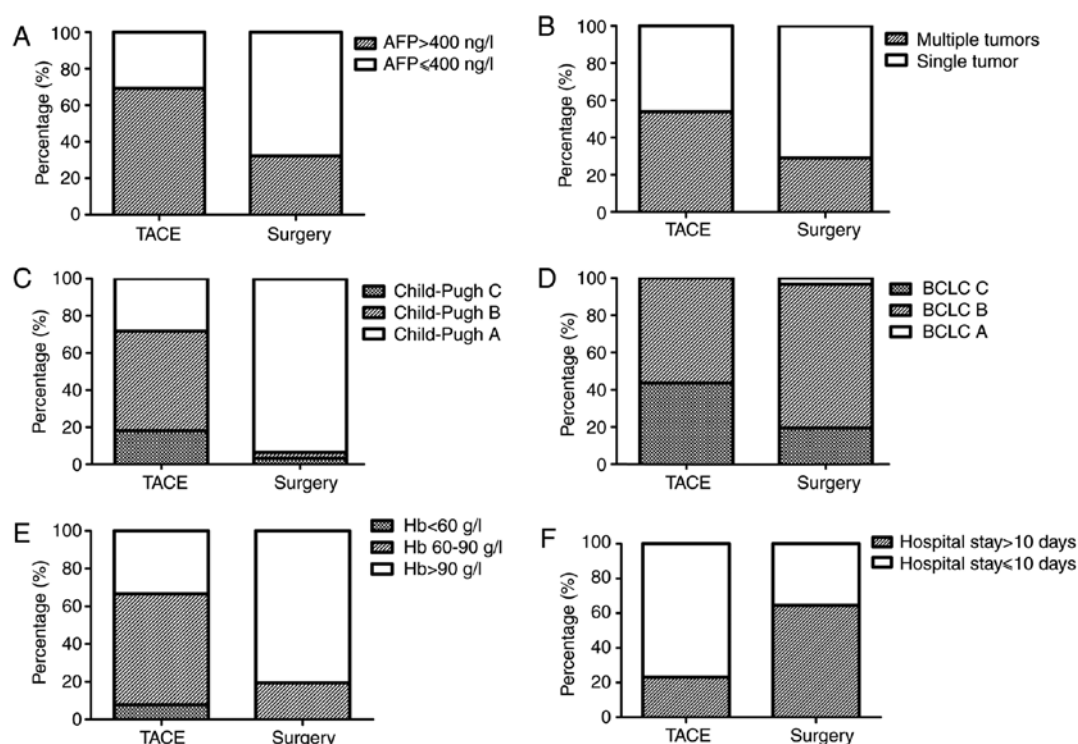 A
Percentage (%)
100
80
60
40
20
0
TACE
Surgery
AFP>400 ng/l
AFP⩽400 ng/l
B
Percentage (%)
100
80
60
40
20
0
TACE
Surgery
Multiple tumors
Single tumor
C
Percentage (%)
100
80
60
40
20
0
TACE
Surgery
Child-Pugh C
Child-Pugh B
Child-Pugh A
D
Percentage (%)
100
80
60
40
20
0
TACE
Surgery
BCLC C
BCLC B
BCLC A
E
Percentage (%)
100
80
60
40
20
0
TACE
Surgery
Hb<60 g/l
Hb 60-90 g/l
Hb>90 g/l
F
Percentage (%)
100
80
60
40
20
0
TACE
Surgery
Hospital stay>10 days
Hospital stay⩽10 days